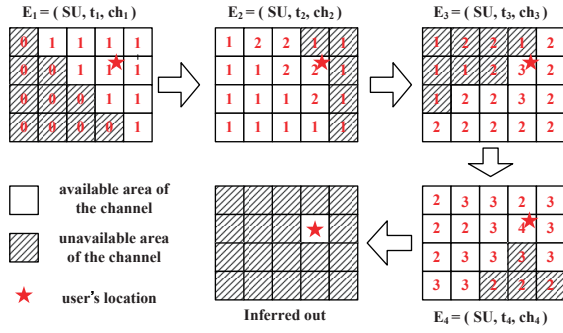 E₁ = ( SU, t₁, ch₁ )
E₂ = ( SU, t₂, ch₂ )
E₃ = ( SU, t₃, ch₃ )
0 1 1 1 1
0 0 1 1 1
0 0 0 1 1
0 0 0 0 1
1 2 2 1 1
1 1 2 2 1
1 1 1 2 1
1 1 1 1 1
1 2 2 1 2
1 1 2 3 2
1 2 2 3 2
2 2 2 2 2
available area of
the channel
unavailable area
of the channel
user's location
Inferred out
2 3 3 2 3
2 2 3 4 3
2 3 3 3 3
3 3 2 2 2
E₄ = ( SU, t₄, ch₄ )